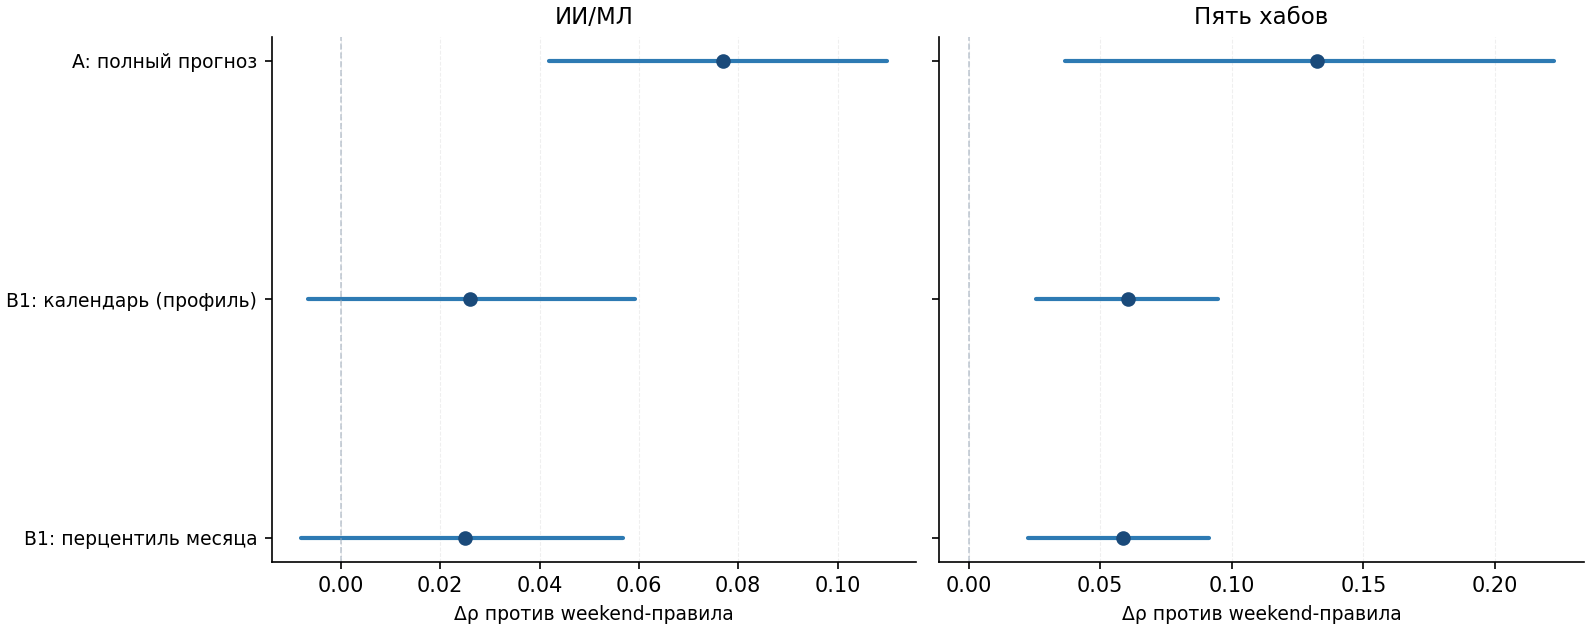 ИИ/МЛ
Пять хабов
A: полный прогноз
B1: календарь (профиль)
B1: перцентиль месяца
0.00 0.02 0.04 0.06 0.08 0.10
0.00 0.05 0.10 0.15 0.20
Δρ против weekend-правила
Δρ против weekend-правила